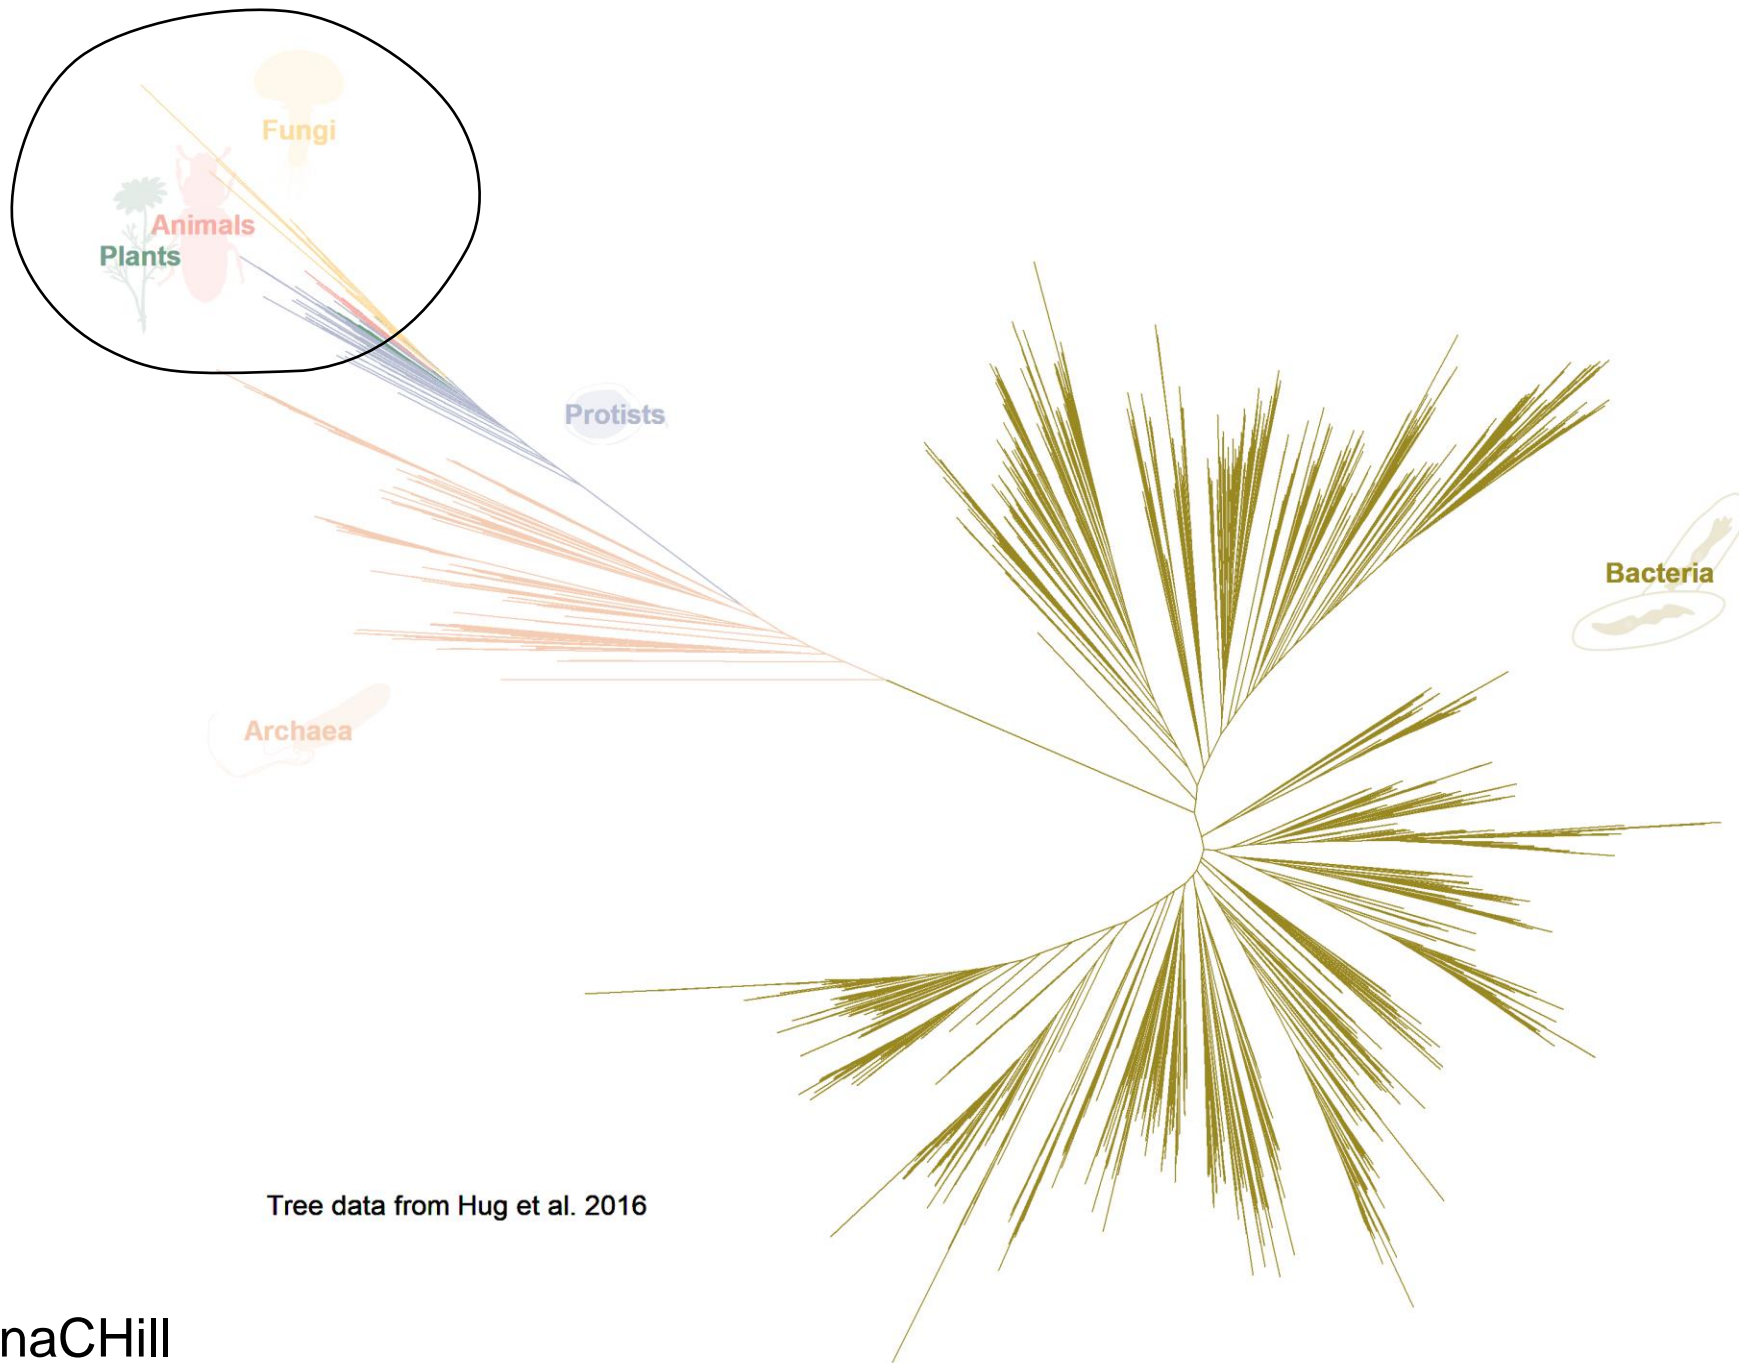 Fungi
Animals
Plants
Protists
Bacteria
Archaea
Tree data from Hug et al. 2016
naCHill